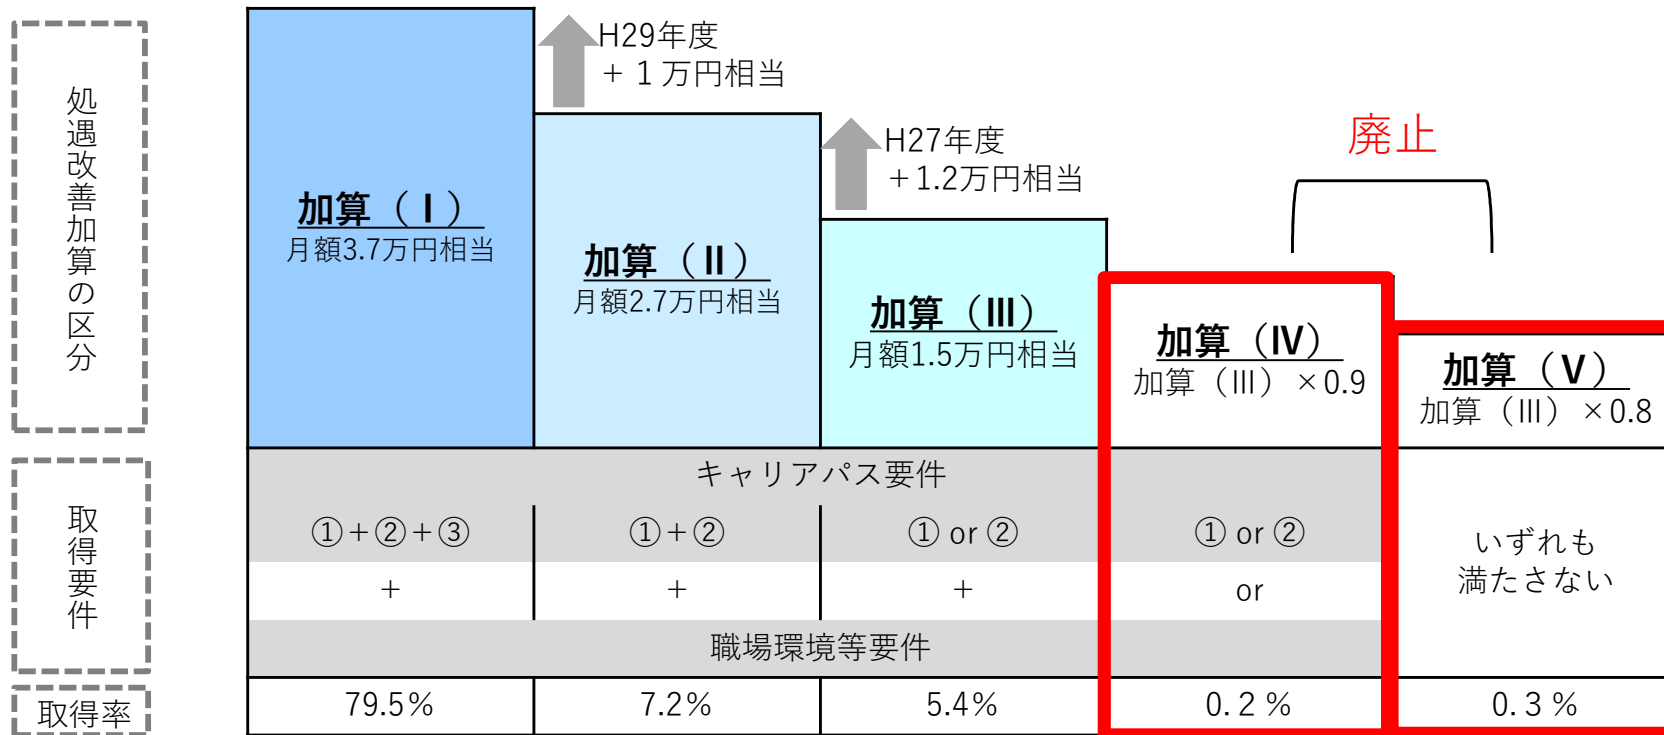 処遇改善加算の区分
H29年度
+１万円相当
H27年度
+1.2万円相当
廃止
加算（Ⅰ）
月額3.7万円相当
加算（Ⅱ）
月額2.7万円相当
加算（Ⅲ）
月額1.5万円相当
加算（Ⅳ）
加算（Ⅲ）×0.9
加算（Ⅴ）
加算（Ⅲ）×0.8
取得要件
キャリアパス要件
①+②+③
①+②
① or ②
① or ②
いずれも
満たさない
+
+
+
or
職場環境等要件
取得率
79.5%
7.2%
5.4%
0.2％
0.3％